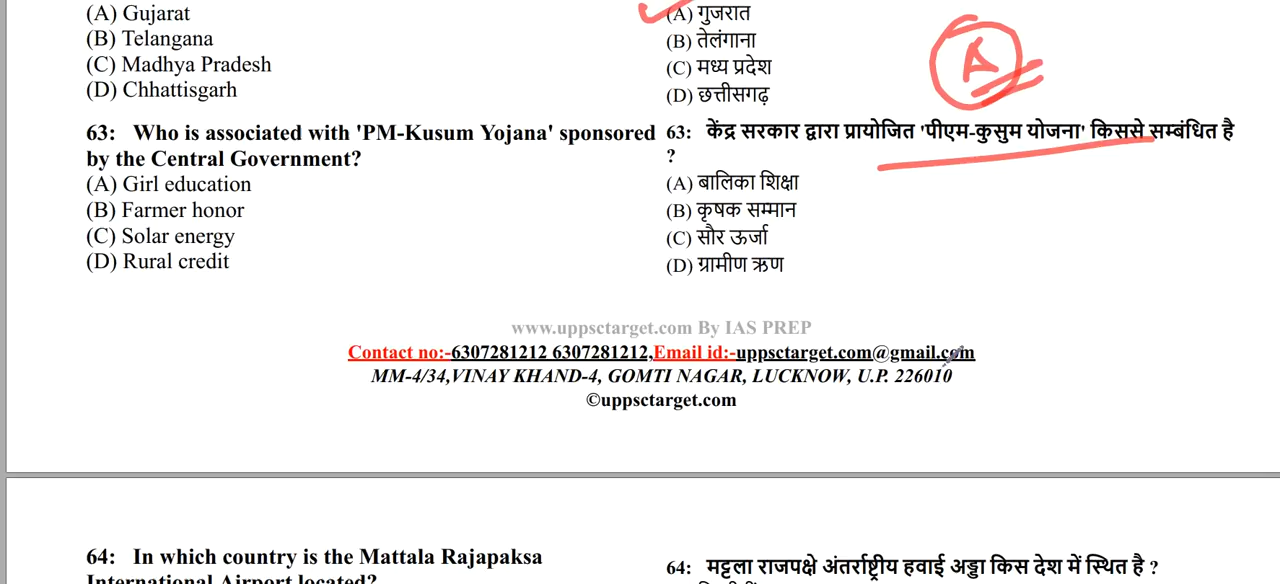 (A) Gujarat
(B) Telangana
(C) Madhya Pradesh
(D) Chhattisgarh
63: Who is associated with 'PM-Kusum Yojana' sponsored
by the Central Government?
(A) Girl education
(B) Farmer honor
(C) Solar energy
(D) Rural credit
(A) गुजरात
(B) तेलंगाना
(C) मध्य प्रदेश
(D) छत्तीसगढ़
A
63: केंद्र सरकार द्वारा प्रायोजित 'पीएम-कुसुम योजना' किससे सम्बंधित है
?
(A) बालिका शिक्षा
(B) कृषक सम्मान
(C) सौर ऊर्जा
(D) ग्रामीण ऋण
www.uppsctarget.com By IAS PREP
Contact no:-6307281212 6307281212,Email id:-uppsctarget.com@gmail.com
MM-4/34,VINAY KHAND-4, GOMTI NAGAR, LUCKNOW, U.P. 226010
©uppsctarget.com
64: In which country is the Mattala Rajapaksa
International Airport located?
64: मट्टला राजपक्षे अंतर्राष्ट्रीय हवाई अड्डा किस देश में स्थित है ?